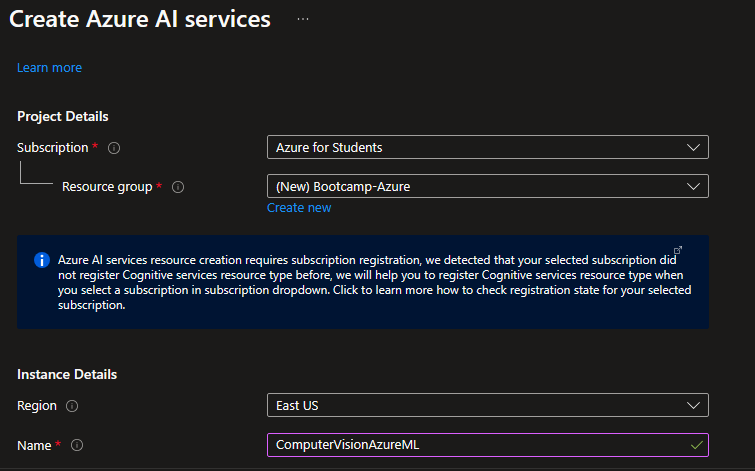 Create Azure AI services ...
Learn more
Project Details
Subscription * Azure for Students
Resource group * (New) Bootcamp-Azure
Create new
Azure AI services resource creation requires subscription registration, we detected that your selected subscription did
not register Cognitive services resource type before, we will help you to register Cognitive services resource type when
you select a subscription in subscription dropdown. Click to learn more how to check registration state for your selected
subscription.
Instance Details
Region East US
Name * ComputerVisionAzureML